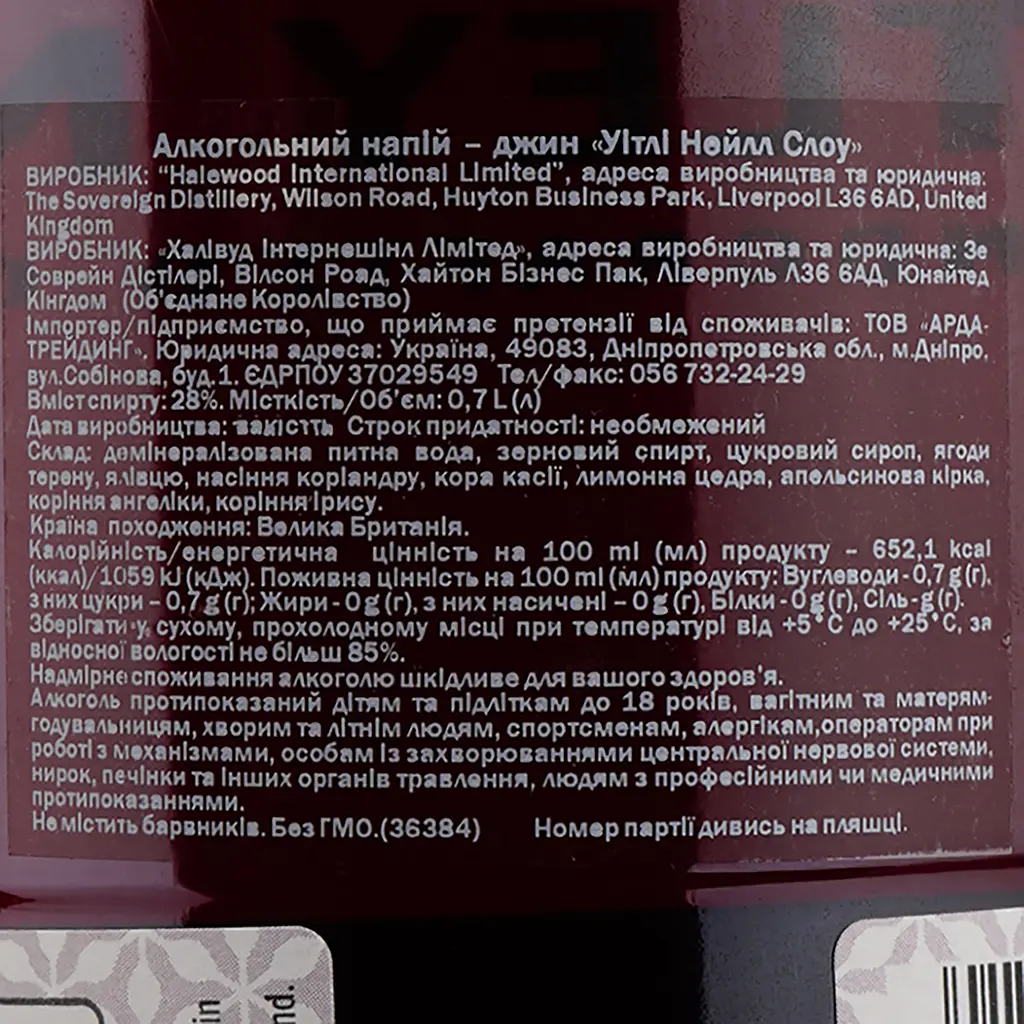 Алкогольний напій – джин «Уітлі Нейлл Слоу»
ВИРОБНИК: "Halewood International Limited", адреса виробництва та юридична:
The Sovereign Distillery, Wilson Road, Huyton Business Park, Liverpool L36 6AD, United
Kingdom
ВИРОБНИК: «Халівуд Інтернешінл Лімітед», адреса виробництва та юридична: Зе
Соврейн Дістілері, Вілсон Роад, Хайтон Бізнес Пак, Ліверпуль Л36 6АД, Юнайтед
Кінгдом (Об'єднане Королівство)
Імпортер/підприємство, що приймає претензії від споживачів: ТОВ «АРДА-
ТРЕЙДИНГ». Юридична адреса: Україна, 49083, Дніпропетровська обл., м.Дніпро,
вул.Собінова, буд.1. ЄДРПОУ 37029549 Тел/факс: 056 732-24-29
Вміст спирту: 28%. Місткість/Об'єм: 0,7 L (л)
Дата виробництва: Строк придатності: необмежений
Склад: демінералізована питна вода, зерновий спирт, цукровий сироп, ягоди
терену, ялівцю, насіння коріандру, кора касії, лимонна цедра, апельсинова кірка,
коріння ангеліки, коріння ірису.
Країна походження: Велика Британія.
Калорійність/енергетична цінність на 100 ml (мл) продукту – 652,1 kcal
(ккал)/1059 kJ (кДж). Поживна цінність на 100 ml (мл) продукту: Вуглеводи - 0,7 g (г),
з них цукри – 0,7 g (г); Жири - 0 g (г), з них насичені – 0 g (г), Білки - 0 g (г), Сіль- g (г).
Зберігати у сухому, прохолодному місці при температурі від +5°С до +25°С, за
відносної вологості не більш 85%.
Надмірне споживання алкоголю шкідливе для вашого здоров'я.
Алкоголь протипоказаний дітям та підліткам до 18 років, вагітним та матерям-
годувальницям, хворим та літнім людям, спортсменам, алергікам,операторам при
роботі з механізмами, особам із захворюваннями центральної нервової системи,
нирок, печінки та інших органів травлення, людям з професійними чи медичними
протипоказаннями.
Не містить барвників. Без ГМО.(36384) Номер партії дивись на пляшці.
in
nd.